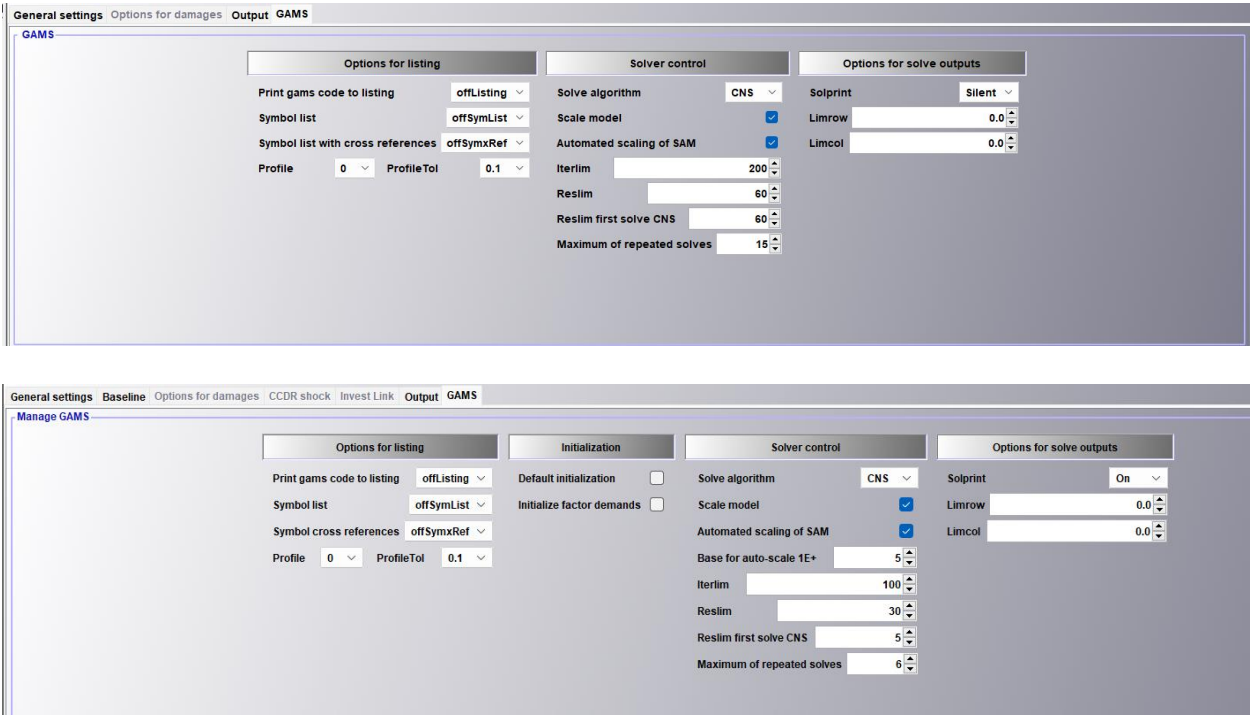 General settings Options for damages Output GAMS
GAMS
Options for listing Solver control Options for solve outputs
Print gams code to listing offListing Solve algorithm CNS Solprint Silent
Symbol list offSymList Scale model Limrow 0.0
Symbol list with cross references offSymxRef Automated scaling of SAM Limcol 0.0
Profile 0 ProfileTol 0.1 Iterlim 200
Reslim 60
Reslim first solve CNS 60
Maximum of repeated solves 15
General settings Baseline Options for damages CCDR shock Invest Link Output GAMS
Manage GAMS
Options for listing Initialization Solver control Options for solve outputs
Print gams code to listing offListing Default initialization Solve algorithm CNS Solprint On
Symbol list offSymList Initialize factor demands Scale model Limrow 0.0
Symbol cross references offSymxRef Automated scaling of SAM Limcol 0.0
Profile 0 ProfileTol 0.1 Base for auto-scale 1E+ 5
Iterlim 100
Reslim 30
Reslim first solve CNS 5
Maximum of repeated solves 6